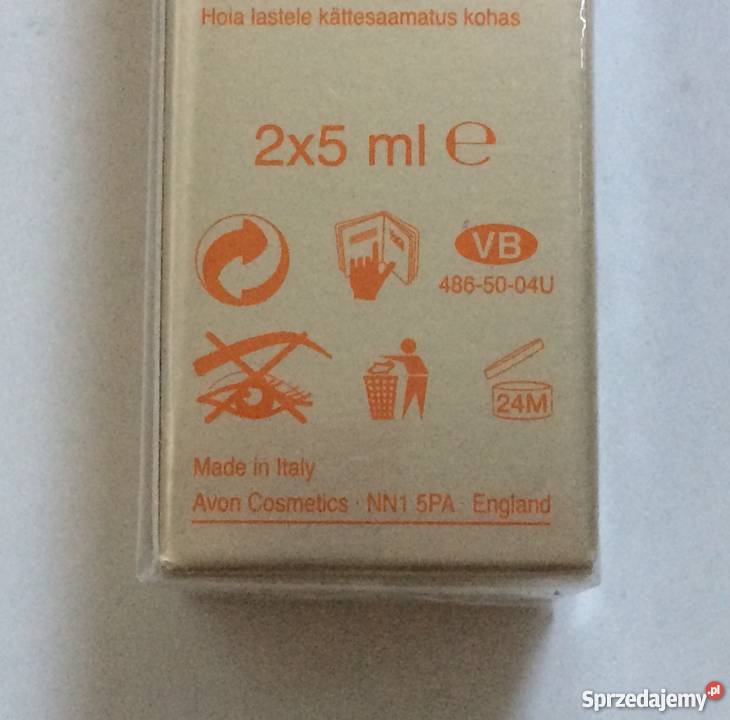 Hoia lastele kättesaamatus kohas
2x5 ml ℮
VB
486-50-04U
24M
Made in Italy
Avon Cosmetics · NN1 5PA · England
Sprzedajemy.pl